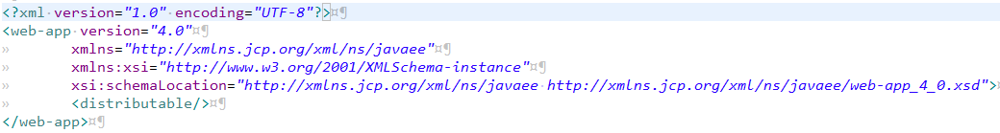 <?xml version="1.0" encoding="UTF-8"?>
<web-app version="4.0"
xmlns="http://xmlns.jcp.org/xml/ns/javaee"
xmlns:xsi="http://www.w3.org/2001/XMLSchema-instance"
xsi:schemaLocation="http://xmlns.jcp.org/xml/ns/javaee http://xmlns.jcp.org/xml/ns/javaee/web-app_4_0.xsd">
<distributable/>
</web-app>